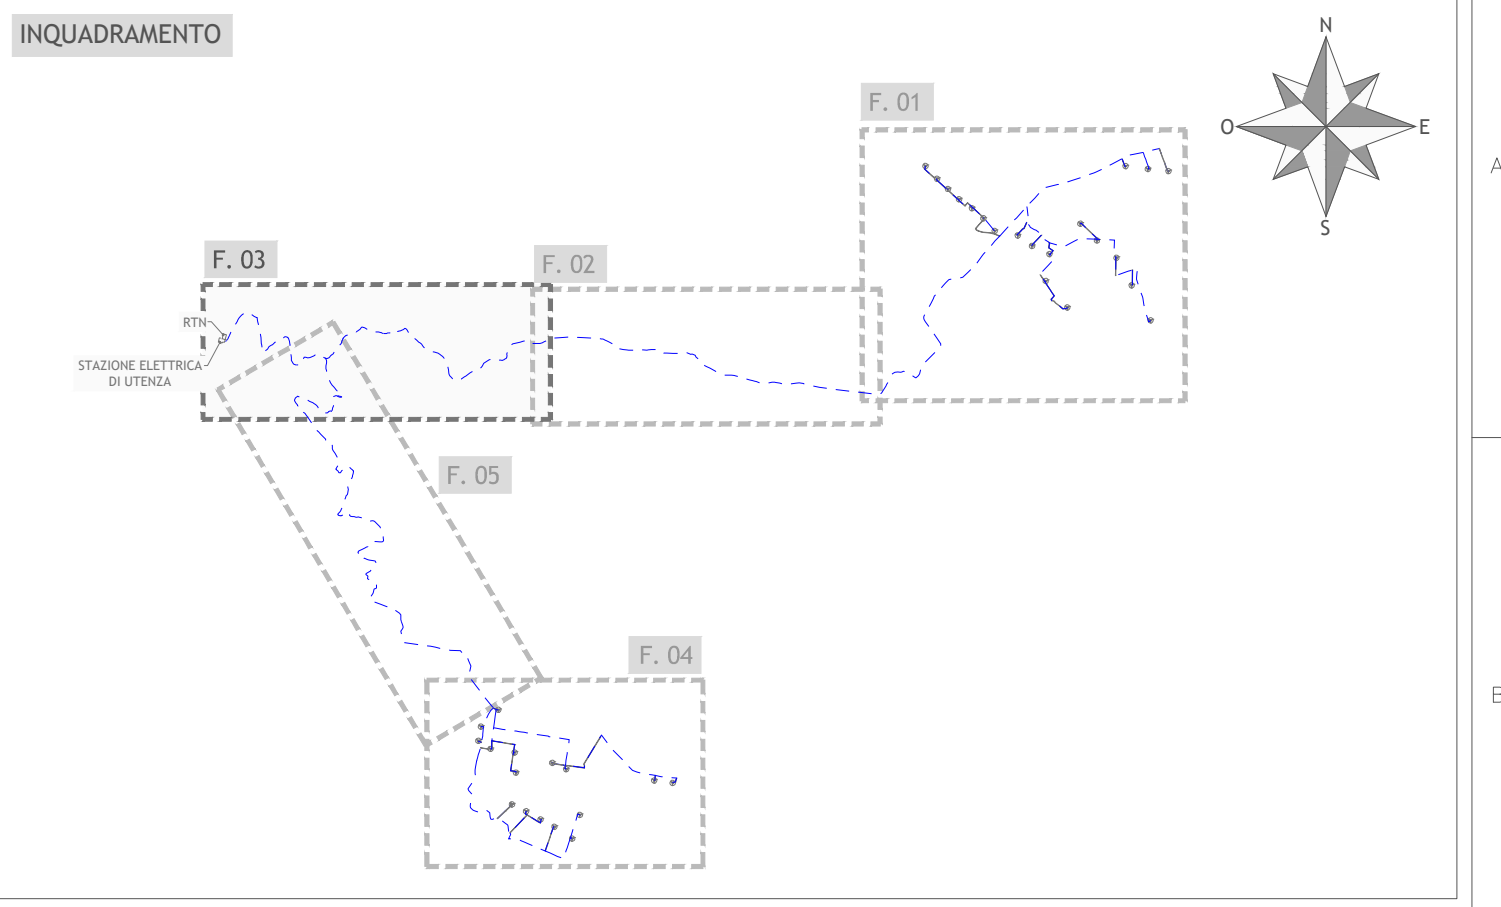 INQUADRAMENTO
N
O
E
S
A
F. 01
F. 03
F. 02
RTN
STAZIONE ELETTRICA
DI UTENZA
F. 05
F. 04